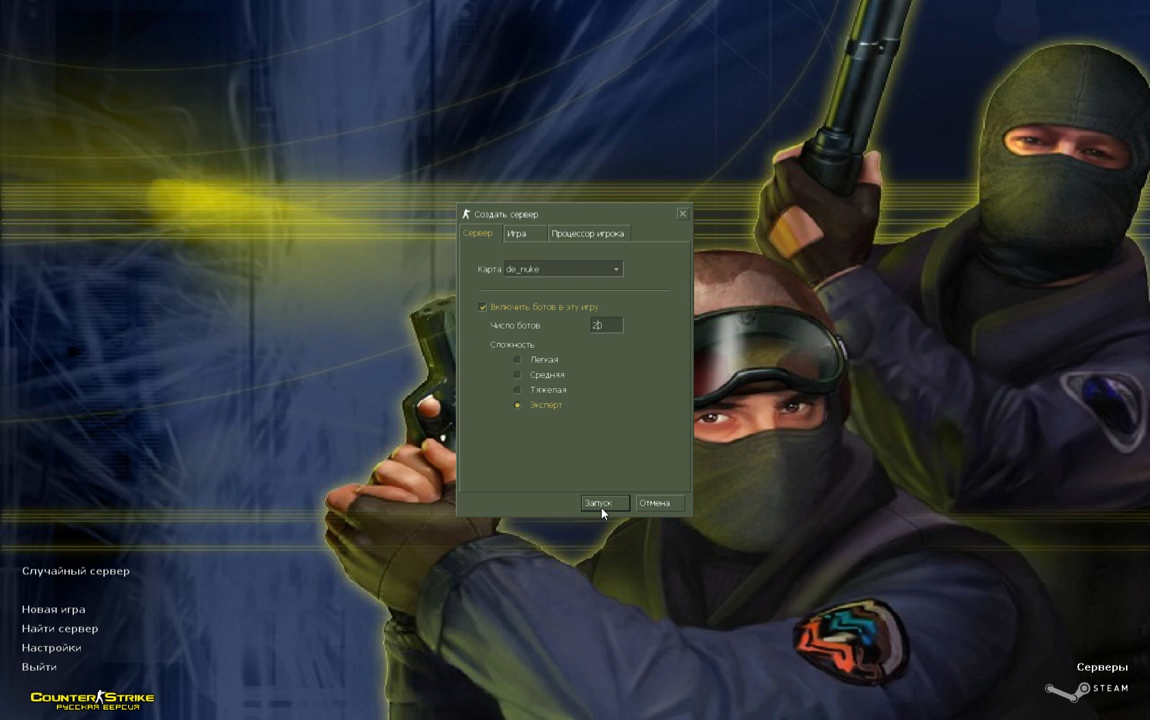 Создать сервер
Сервер Игра Процессор игрока
Карта de_nuke
Включить ботов в эту игру
Число ботов 20
Сложность
Легкая
Средняя
Тяжелая
Эксперт
Запуск Отмена
Случайный сервер
Новая игра
Найти сервер
Настройки
Выйти
Серверы
COUNTER STRIKE
РУССКАЯ ВЕРСИЯ
STEAM